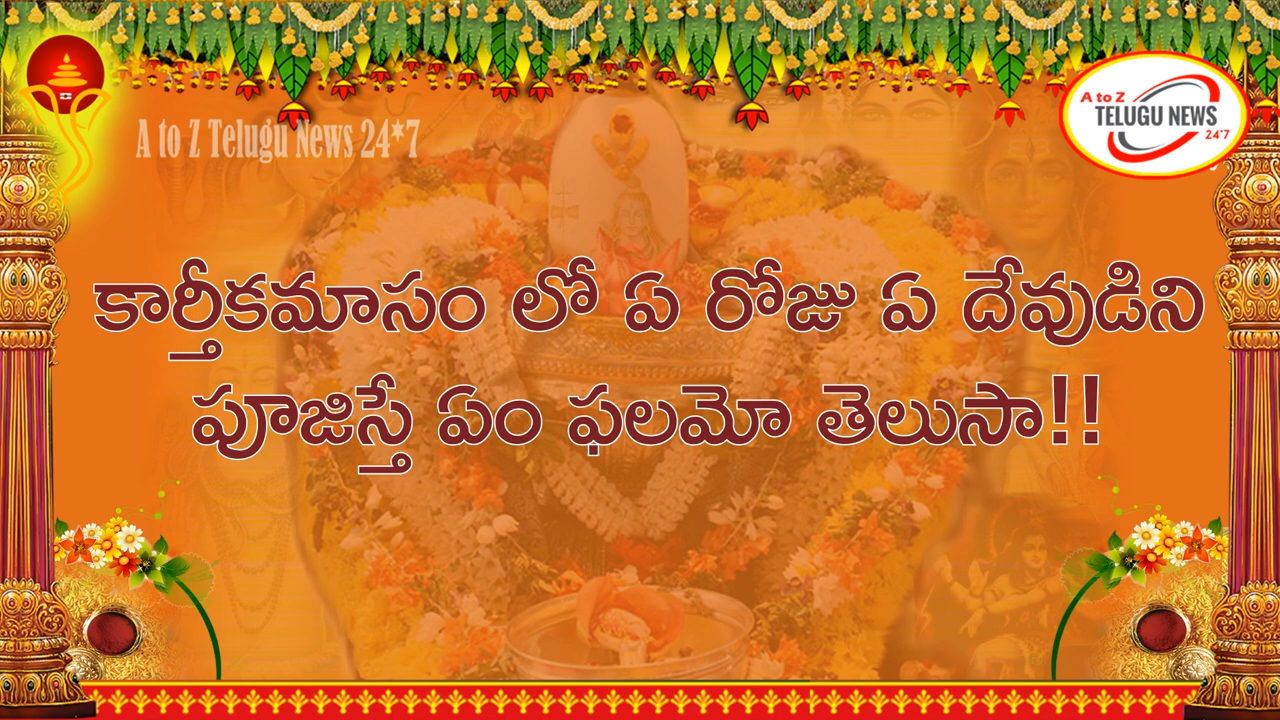 A to Z Telugu News 24*7
A to Z
TELUGU NEWS
24*7
కార్తీకమాసం లో ఏ రోజు ఏ దేవుడిని
పూజిస్తే ఏం ఫలమో తెలుసా!!